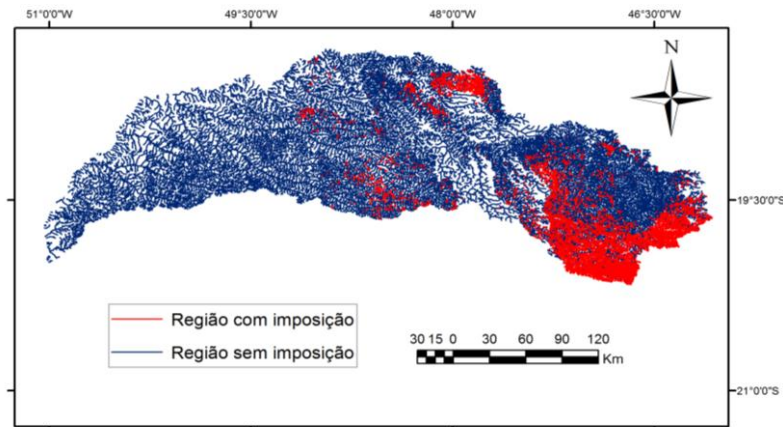 51°0'0"W 49°30'0"W 48°0'0"W 46°30'0"W
N
19°30'0"S
Região com imposição
Região sem imposição
30 15 0 30 60 90 120
Km
21°0'0"S